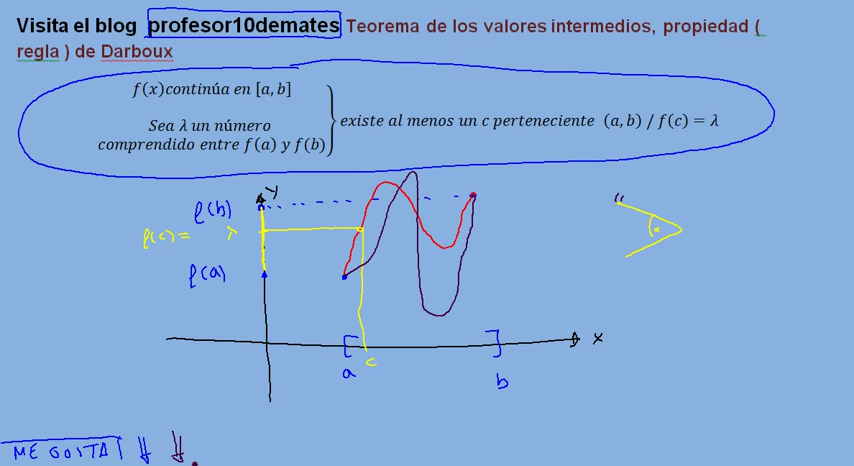 Visita el blog profesor10demates Teorema de los valores intermedios, propiedad (
regla ) de Darboux
f(x)continúa en [a, b]
Sea λ un número
comprendido entre f(a) y f(b)
existe al menos un c perteneciente (a, b) / f(c) = λ
y
f(b)
f(c) = λ
f(a)
x
a
c
b
ME GUSTA